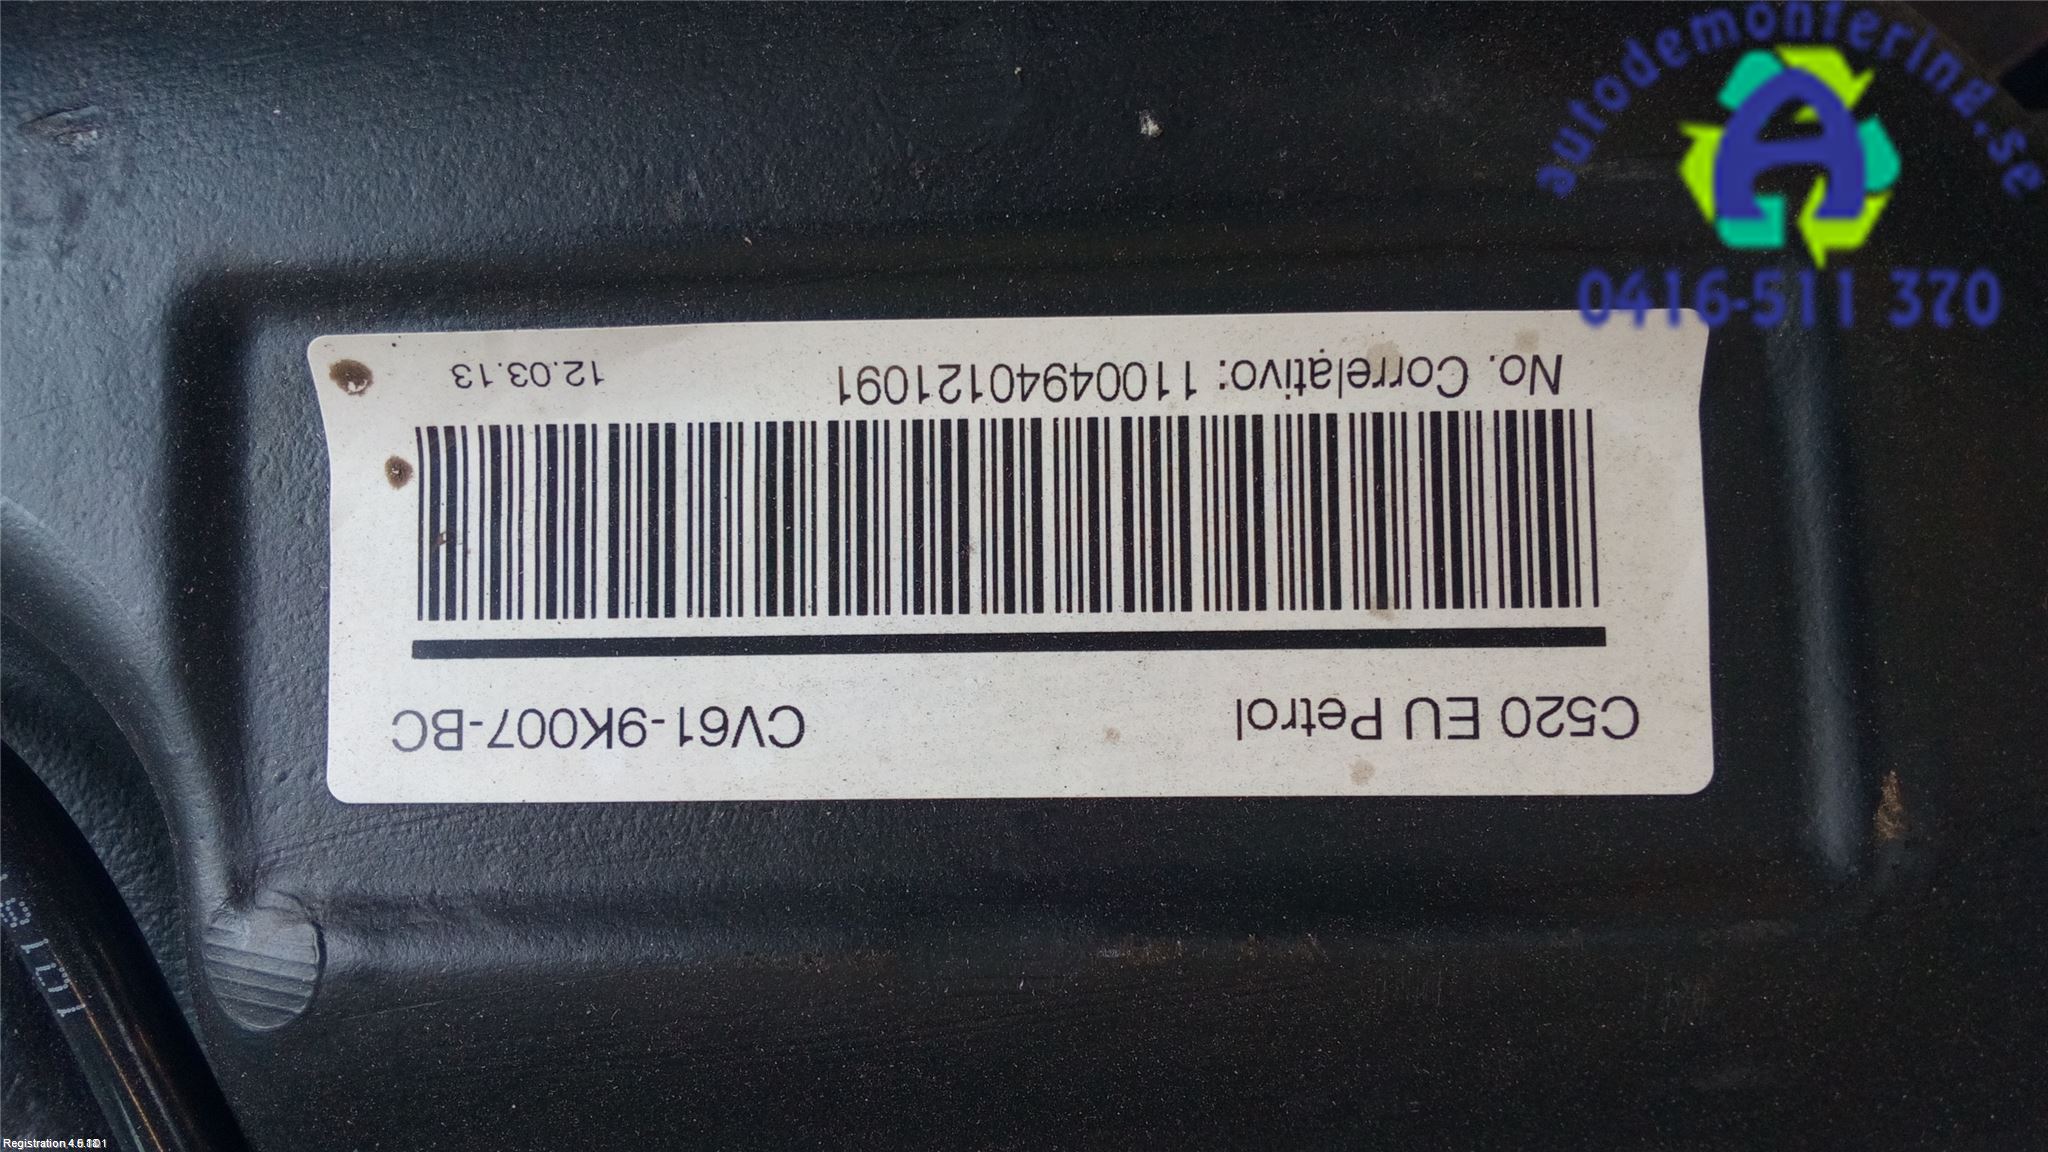 autodemontering.se
A
0416-511 370
C520 EU Petrol CV61-9K007-BC
No. Correlativo: 11004940121091 12.03.13